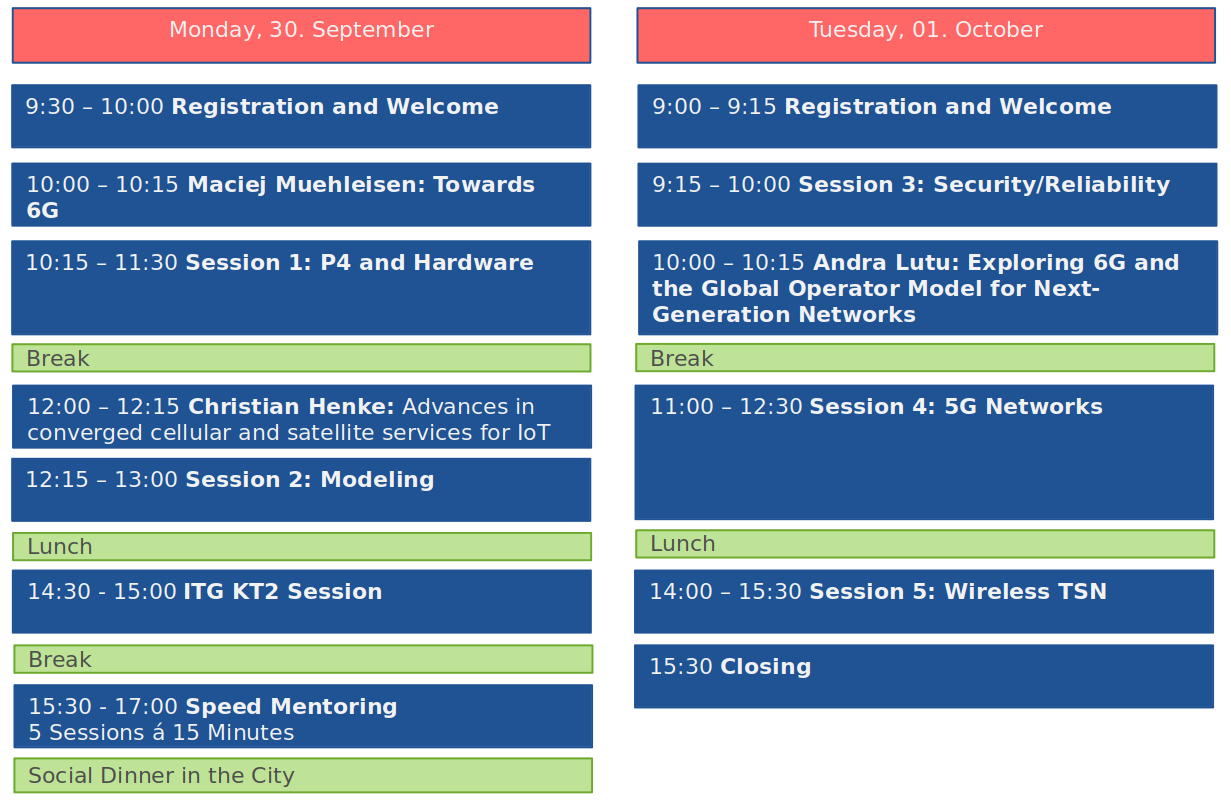 Monday, 30. September
9:30 – 10:00 Registration and Welcome
10:00 – 10:15 Maciej Muehleisen: Towards
6G
10:15 – 11:30 Session 1: P4 and Hardware
Break
12:00 – 12:15 Christian Henke: Advances in
converged cellular and satellite services for IoT
12:15 – 13:00 Session 2: Modeling
Lunch
14:30 - 15:00 ITG KT2 Session
Break
15:30 - 17:00 Speed Mentoring
5 Sessions á 15 Minutes
Social Dinner in the City
Tuesday, 01. October
9:00 – 9:15 Registration and Welcome
9:15 – 10:00 Session 3: Security/Reliability
10:00 – 10:15 Andra Lutu: Exploring 6G and
the Global Operator Model for Next-
Generation Networks
Break
11:00 – 12:30 Session 4: 5G Networks
Lunch
14:00 – 15:30 Session 5: Wireless TSN
15:30 Closing